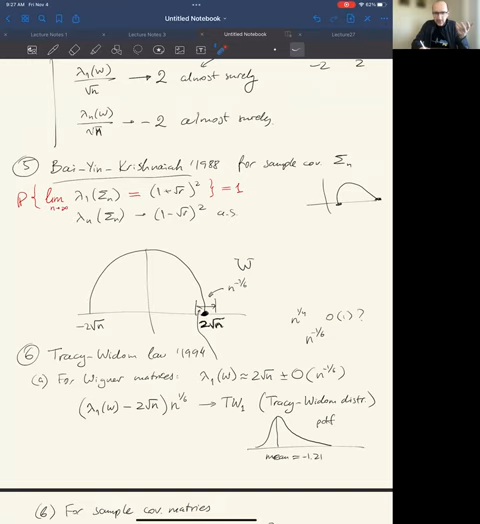 9:27 AM Fri Nov 4
62%
Untitled Notebook
Lecture Notes 1
Lecture Notes 3
Untitled Notebook
Lecture27
λ₁(W)/√n → 2 almost surely
-2 2
λₙ(W)/√n → -2 almost surely.
⑤ Bai-Yin-Krishnaiah '1988 for sample cov. Σₙ
P{lim n→∞ λ₁(Σₙ) = (1+√r)²} = 1
λₙ(Σₙ) → (1-√r)² a.s.
W
n^{-1/6}
-2√n 2√n
n^{1/4} O(1)?
n^{-1/6}
⑥ Tracy-Widom law '1994
(a) For Wigner matrices: λ₁(W) ≈ 2√n ± O(n^{-1/6})
(λ₁(W) - 2√n) n^{1/6} → TW₁ (Tracy-Widom distr.)
pdf
mean = -1.21
(b) For sample cov. matrices